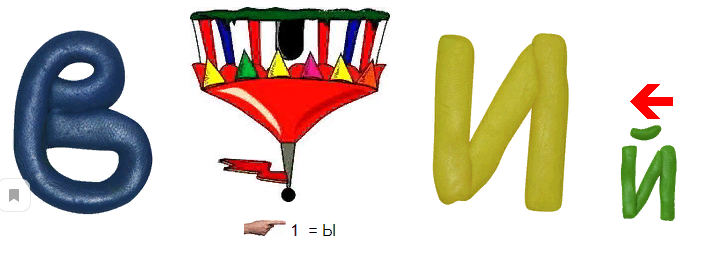 В И й
1 = Ы